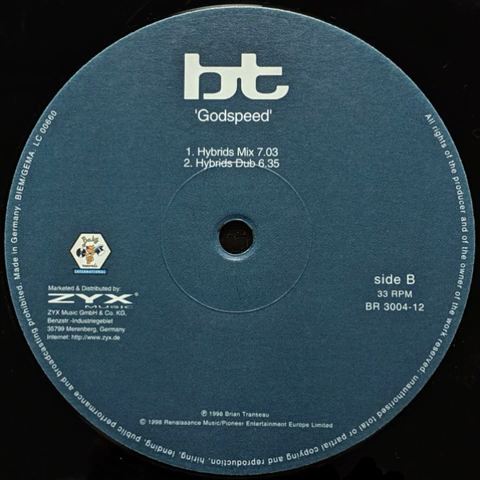 bt
'Godspeed'
1. Hybrids Mix 7.03
2. Hybrids Dub 6.35
side B
33 RPM
BR 3004-12
INTERNATIONAL
Marketed & Distributed by:
ZYX
MUSIC
ZYX Music GmbH & Co. KG.
Benzstr.-Industriegebiet
35799 Merenberg, Germany
Internet: http://www.zyx.de
℗ 1998 Brian Transeau
© 1998 Renaissance Music/Pioneer Entertainment Europe Limited
All rights of the producer and of the owner of the work reserved: unauthorised total or partial copying and reproduction, hiring, lending, public performance and broadcasting prohibited. Made in Germany. BIEM/GEMA. LC 00660